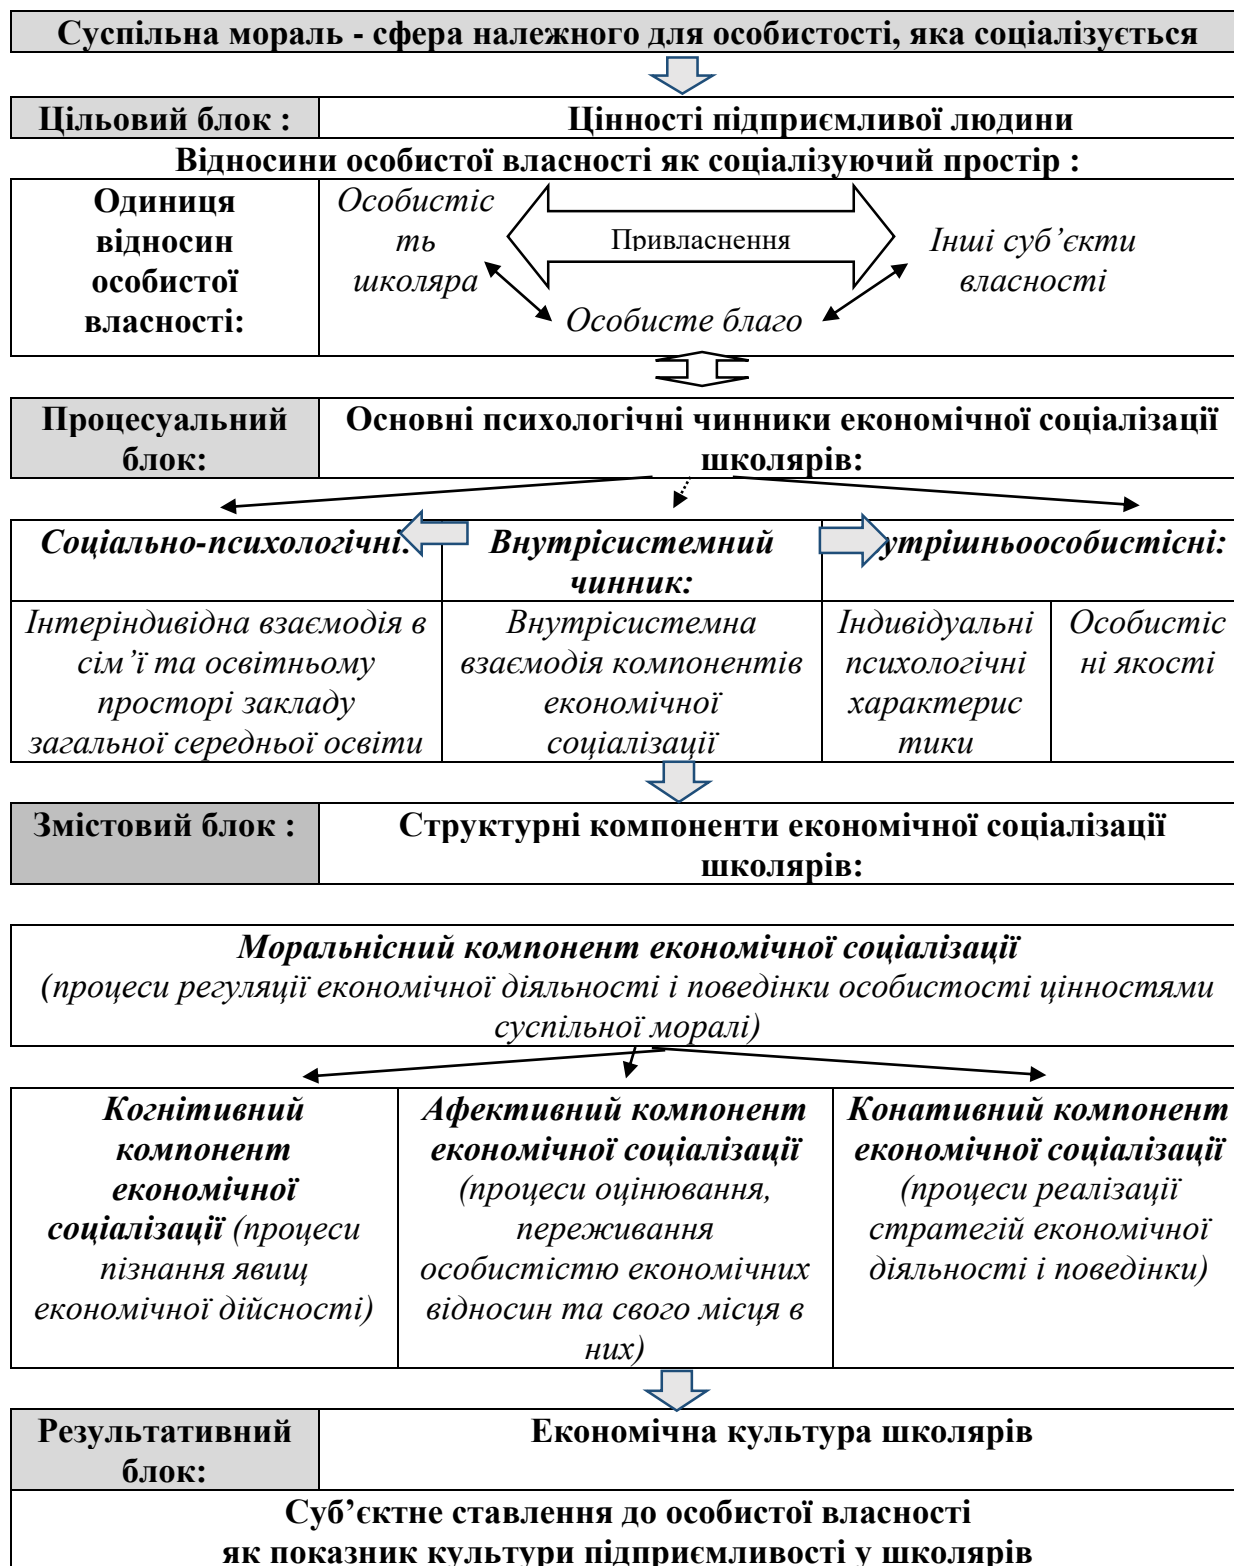 Суспільна мораль - сфера належного для особистості, яка соціалізується
Цільовий блок :
Цінності підприємливої людини
Відносини особистої власності як соціалізуючий простір :
Одиниця
відносин
особистої
власності:
Особистіс
ть
школяра
Привласнення
Інші суб’єкти
власності
Особисте благо
Процесуальний
блок:
Основні психологічні чинники економічної соціалізації
школярів:
Соціально-психологічні:
Внутрісистемний
чинник:
утрішньоособистісні:
Інтеріндивідна взаємодія в
сім’ї та освітньому
просторі закладу
загальної середньої освіти
Внутрісистемна
взаємодія компонентів
економічної
соціалізації
Індивідуальні
психологічні
характерис
тики
Особистіс
ні якості
Змістовий блок :
Структурні компоненти економічної соціалізації
школярів:
Моральнісний компонент економічної соціалізації
(процеси регуляції економічної діяльності і поведінки особистості цінностями
суспільної моралі)
Когнітивний
компонент
економічної
соціалізації (процеси
пізнання явищ
економічної дійсності)
Афективний компонент
економічної соціалізації
(процеси оцінювання,
переживання
особистістю економічних
відносин та свого місця в
них)
Конативний компонент
економічної соціалізації
(процеси реалізації
стратегій економічної
діяльності і поведінки)
Результативний
блок:
Економічна культура школярів
Суб’єктне ставлення до особистої власності
як показник культури підприємливості у школярів